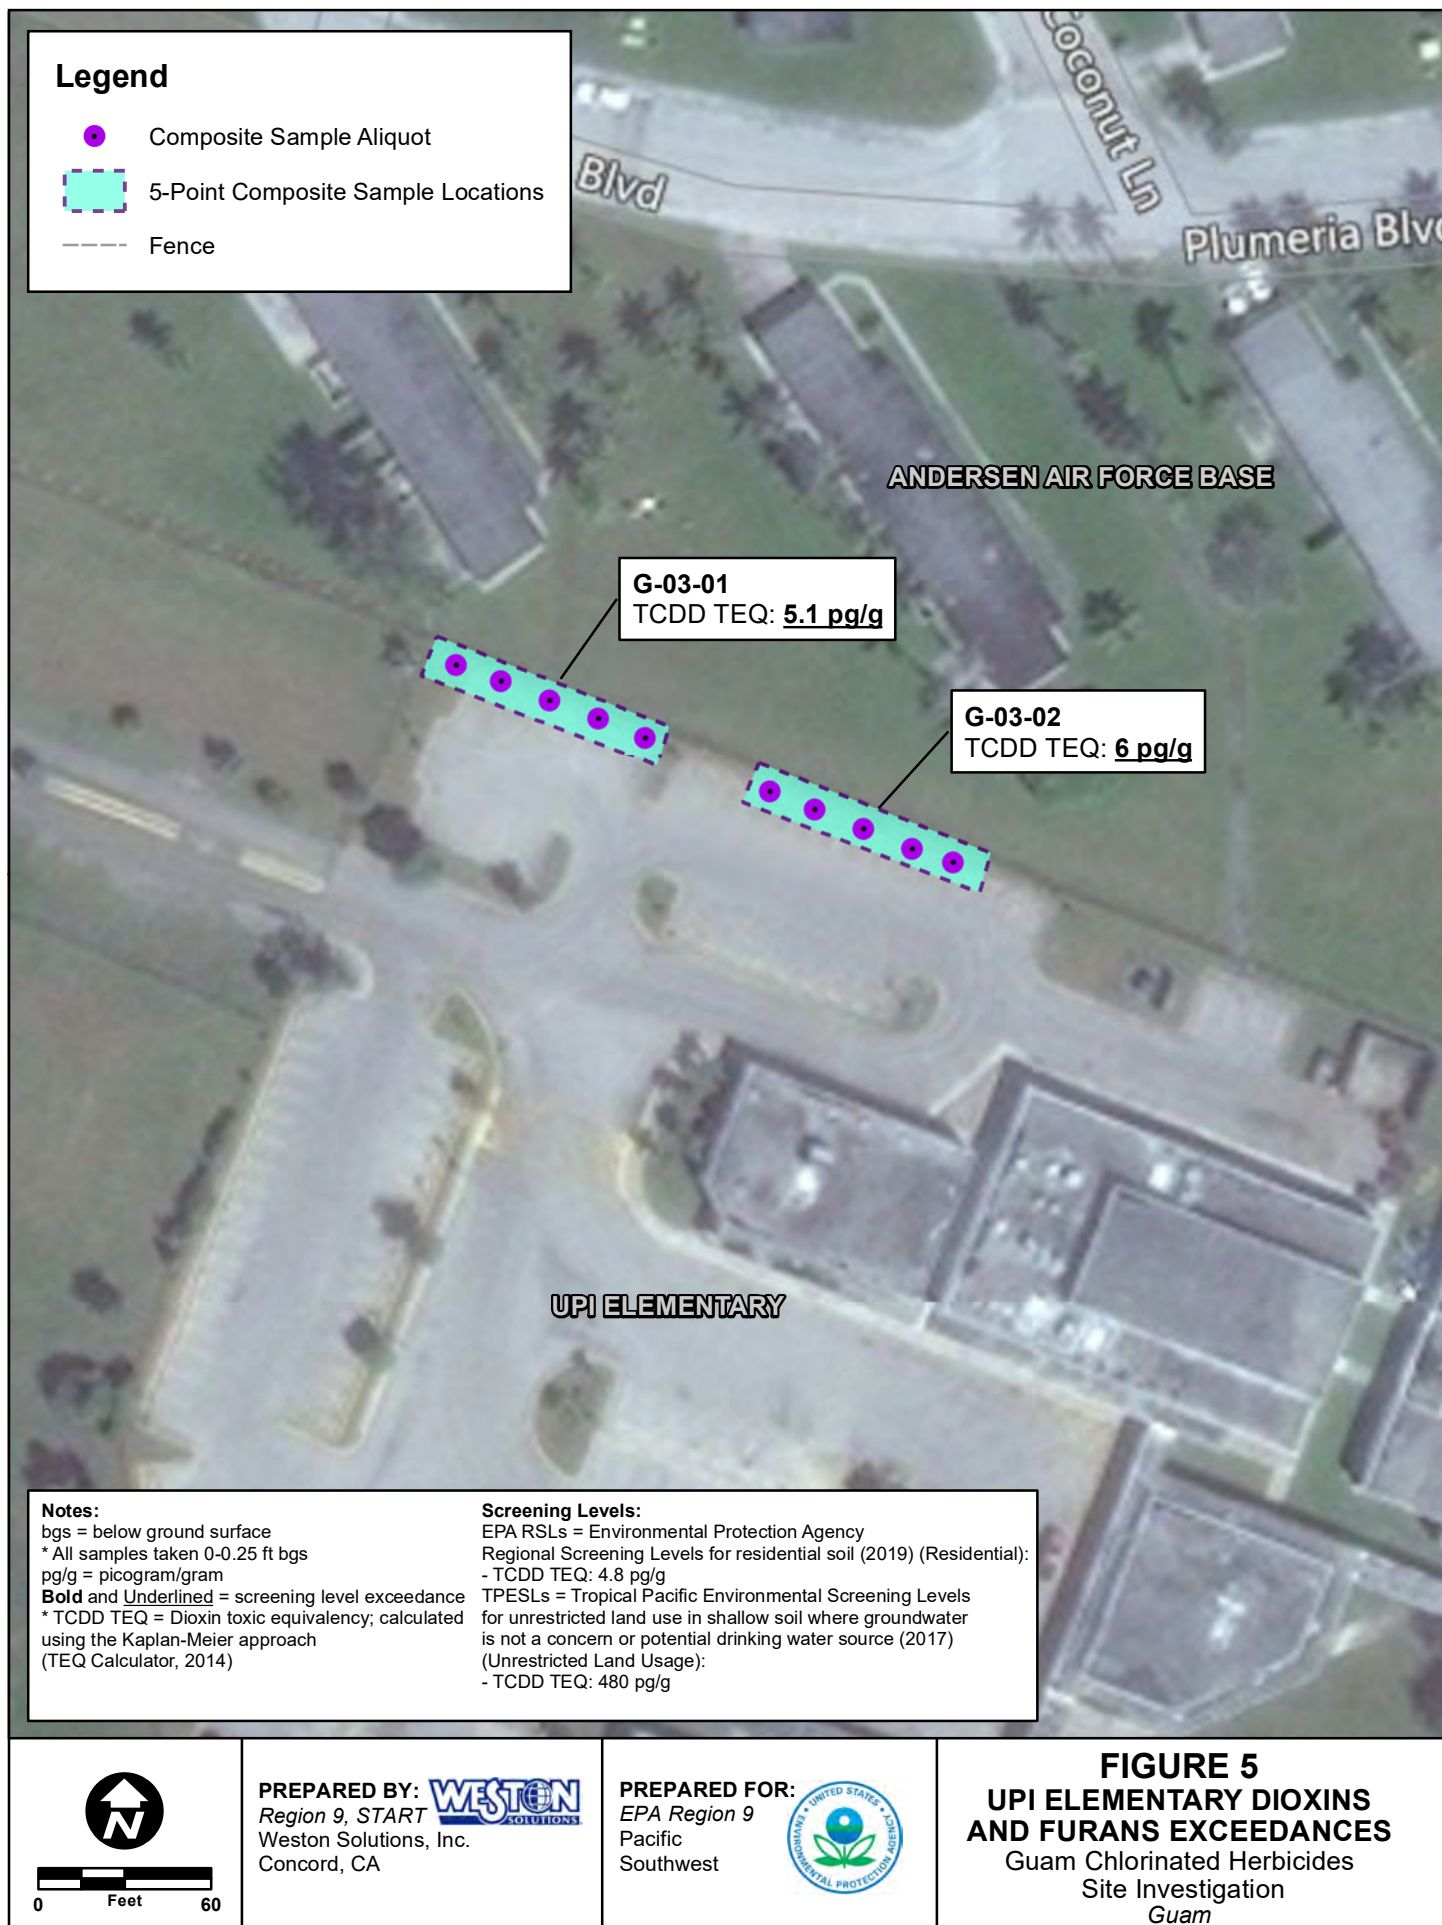 Legend
Composite Sample Aliquot
5-Point Composite Sample Locations
Fence
Coconut Ln
Blvd
Plumeria Blvd
ANDERSEN AIR FORCE BASE
G-03-01
TCDD TEQ: 5.1 pg/g
G-03-02
TCDD TEQ: 6 pg/g
UPI ELEMENTARY
Notes:
bgs = below ground surface
* All samples taken 0-0.25 ft bgs
pg/g = picogram/gram
Bold and Underlined = screening level exceedance
* TCDD TEQ = Dioxin toxic equivalency; calculated
using the Kaplan-Meier approach
(TEQ Calculator, 2014)
Screening Levels:
EPA RSLs = Environmental Protection Agency
Regional Screening Levels for residential soil (2019) (Residential):
- TCDD TEQ: 4.8 pg/g
TPESLs = Tropical Pacific Environmental Screening Levels
for unrestricted land use in shallow soil where groundwater
is not a concern or potential drinking water source (2017)
(Unrestricted Land Usage):
- TCDD TEQ: 480 pg/g
N
0 Feet 60
PREPARED BY:
Region 9, START
Weston Solutions, Inc.
Concord, CA
WESTON
SOLUTIONS
PREPARED FOR:
EPA Region 9
Pacific
Southwest
UNITED STATES
ENVIRONMENTAL PROTECTION AGENCY
FIGURE 5
UPI ELEMENTARY DIOXINS
AND FURANS EXCEEDANCES
Guam Chlorinated Herbicides
Site Investigation
Guam